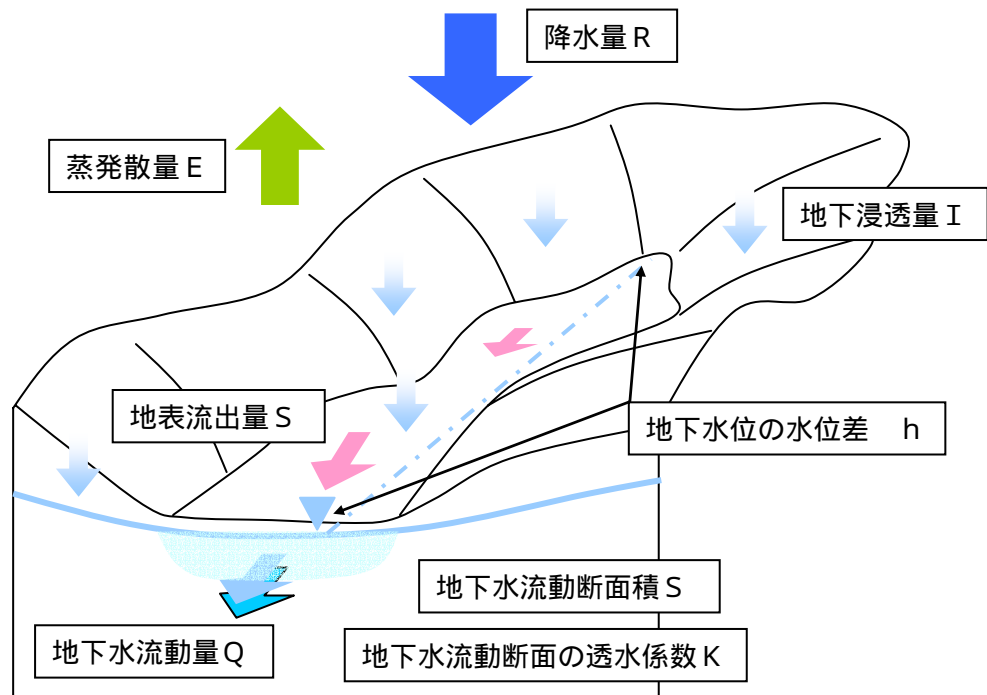 降水量Ｒ
蒸発散量Ｅ
地下浸透量Ｉ
地表流出量Ｓ
地下水位の水位差　ｈ
地下水流動断面積Ｓ
地下水流動量Ｑ
地下水流動断面の透水係数Ｋ